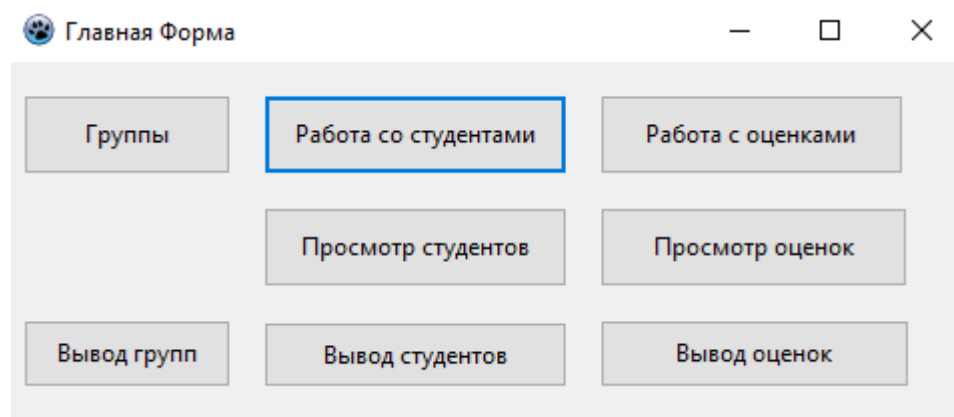 Главная Форма
Группы
Работа со студентами
Работа с оценками
Просмотр студентов
Просмотр оценок
Вывод групп
Вывод студентов
Вывод оценок